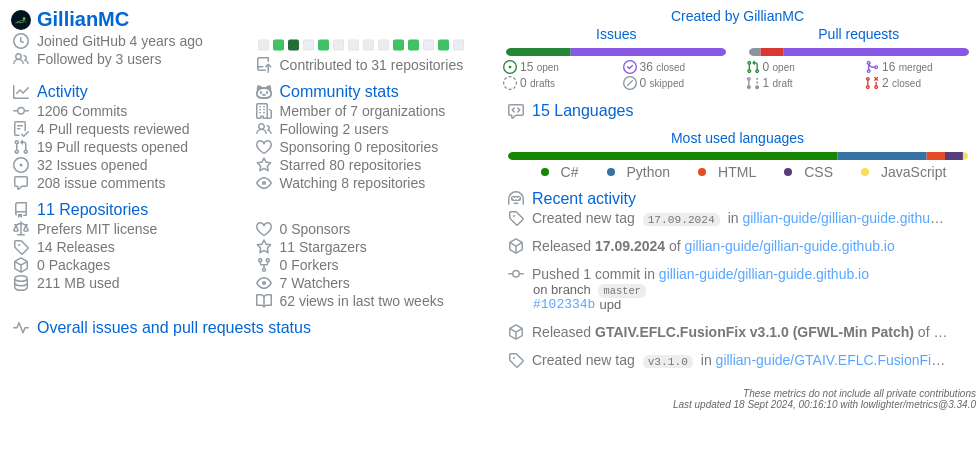 GillianMC
Joined GitHub 4 years ago
Followed by 3 users
Contributed to 31 repositories
Activity
1206 Commits
4 Pull requests reviewed
19 Pull requests opened
32 Issues opened
208 issue comments
Community stats
Member of 7 organizations
Following 2 users
Sponsoring 0 repositories
Starred 80 repositories
Watching 8 repositories
11 Repositories
Prefers MIT license
14 Releases
0 Packages
211 MB used
0 Sponsors
11 Stargazers
0 Forkers
7 Watchers
62 views in last two weeks
Overall issues and pull requests status
Created by GillianMC
Issues
15 open
36 closed
0 drafts
0 skipped
Pull requests
0 open
16 merged
1 draft
2 closed
15 Languages
Most used languages
C# Python HTML CSS JavaScript
Recent activity
Created new tag 17.09.2024 in gillian-guide/gillian-guide.githu…
Released 17.09.2024 of gillian-guide/gillian-guide.github.io
Pushed 1 commit in gillian-guide/gillian-guide.github.io
on branch master
#102334b upd
Released GTAIV.EFLC.FusionFix v3.1.0 (GFWL-Min Patch) of …
Created new tag v3.1.0 in gillian-guide/GTAIV.EFLC.FusionFi…
These metrics do not include all private contributions
Last updated 18 Sept 2024, 00:16:10 with lowlighter/metrics@3.34.0